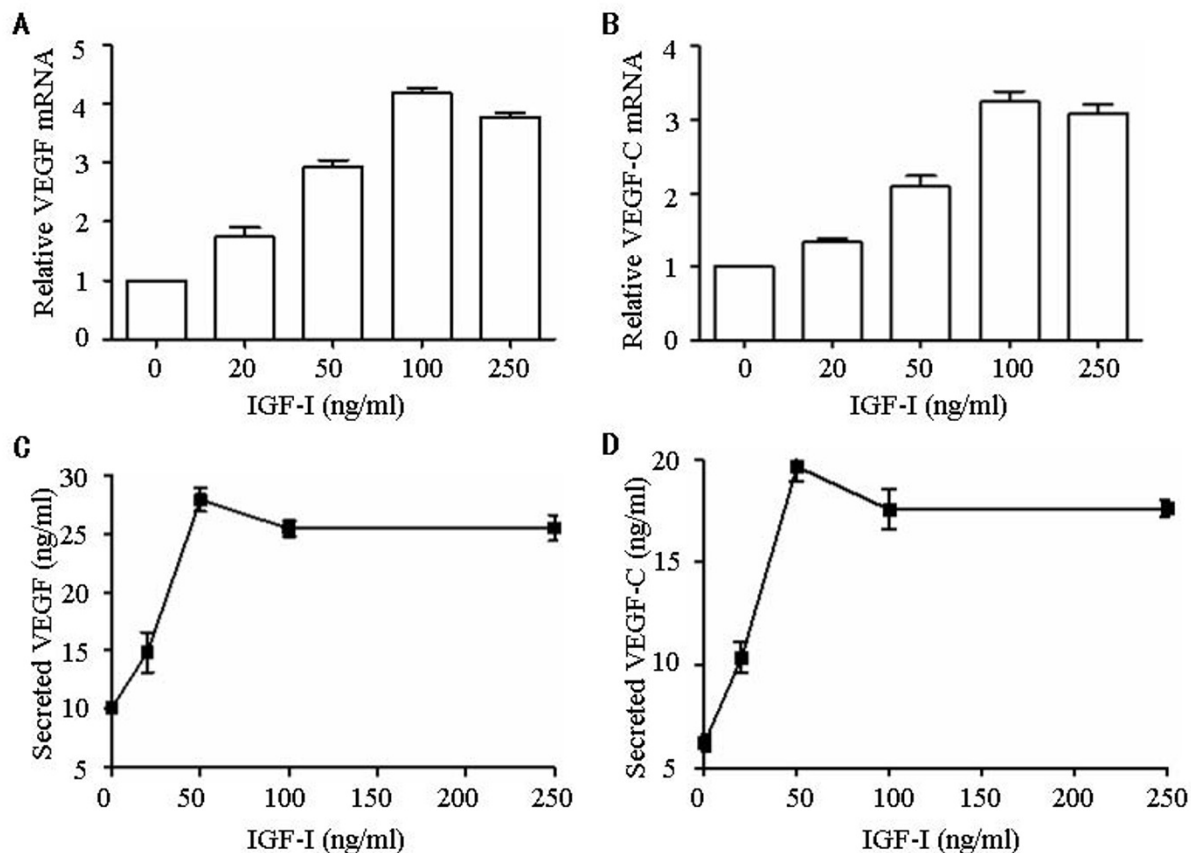 A
Relative VEGF mRNA
5
4
3
2
1
0
0 20 50 100 250
IGF-I (ng/ml)
B
Relative VEGF-C mRNA
4
3
2
1
0
0 20 50 100 250
IGF-I (ng/ml)
C
Secreted VEGF (ng/ml)
30
25
20
15
10
5
0 50 100 150 200 250
IGF-I (ng/ml)
D
Secreted VEGF-C (ng/ml)
20
15
10
5
0 50 100 150 200 250
IGF-I (ng/ml)